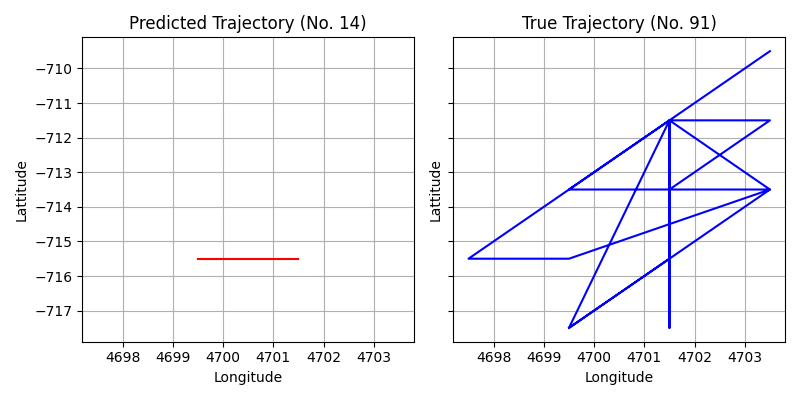 Predicted Trajectory (No. 14)
True Trajectory (No. 91)
Lattitude
−710
−711
−712
−713
−714
−715
−716
−717
4698 4699 4700 4701 4702 4703
Longitude
Lattitude
4698 4699 4700 4701 4702 4703
Longitude